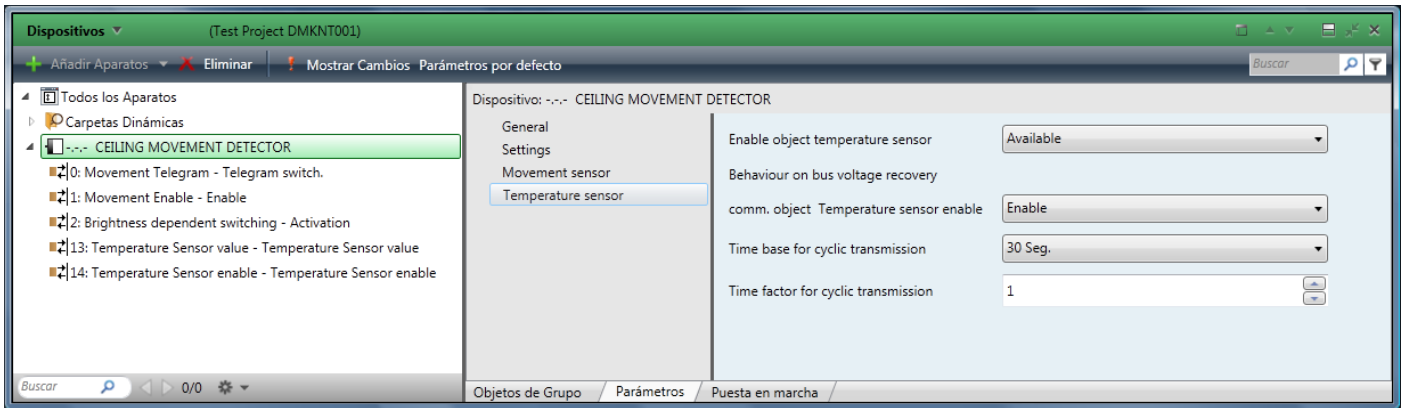 Dispositivos (Test Project DMKNT001)
Añadir Aparatos Eliminar Mostrar Cambios Parámetros por defecto Buscar
Todos los Aparatos
Carpetas Dinámicas
-.-.- CEILING MOVEMENT DETECTOR
0: Movement Telegram - Telegram switch.
1: Movement Enable - Enable
2: Brightness dependent switching - Activation
13: Temperature Sensor value - Temperature Sensor value
14: Temperature Sensor enable - Temperature Sensor enable
Buscar 0/0
Dispositivo: -.-.- CEILING MOVEMENT DETECTOR
General
Settings
Movement sensor
Temperature sensor
Enable object temperature sensor Available
Behaviour on bus voltage recovery
comm. object Temperature sensor enable Enable
Time base for cyclic transmission 30 Seg.
Time factor for cyclic transmission 1
Objetos de Grupo Parámetros Puesta en marcha